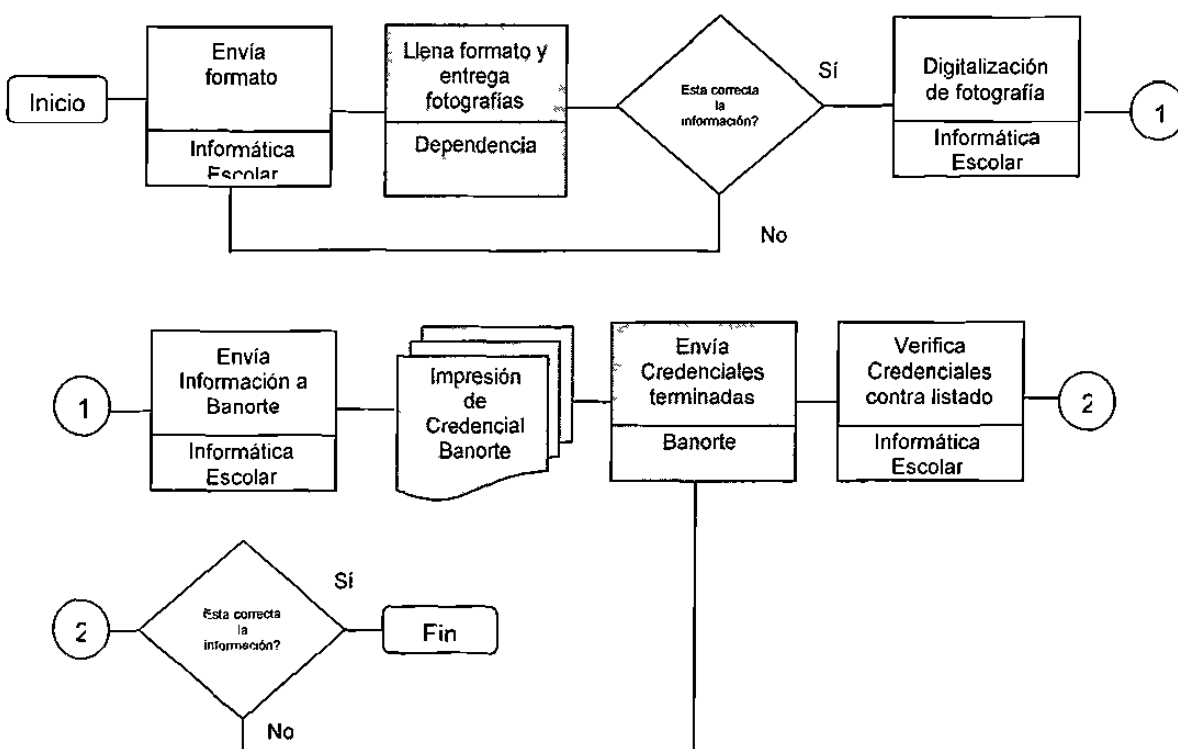 Inicio
Envía
formato
Informática
Escolar
Llena formato y
entrega
fotografías
Dependencia
Esta correcta
la
información?
Sí
No
Digitalización
de fotografía
Informática
Escolar
1
1
Envía
Información a
Banorte
Informática
Escolar
Impresión
de
Credencial
Banorte
Envía
Credenciales
terminadas
Banorte
Verifica
Credenciales
contra listado
Informática
Escolar
2
2
Esta correcta
la
información?
Sí
Fin
No